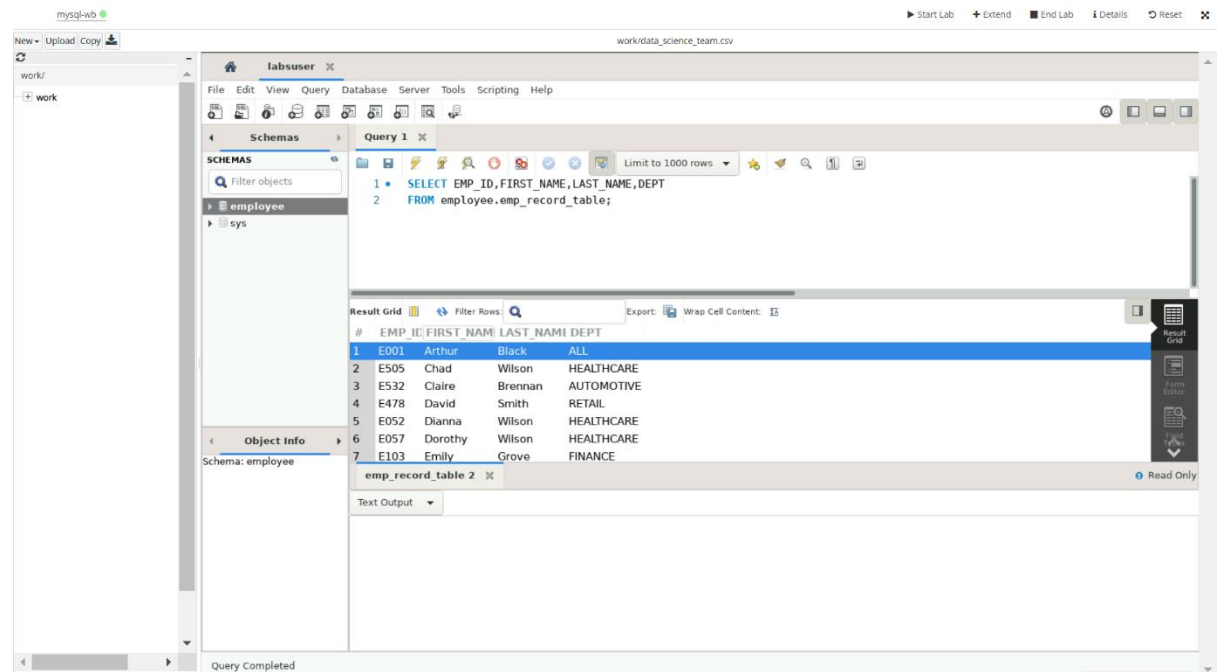 mysql-wb
Start Lab + Extend End Lab i Details Reset
New Upload Copy
work/data_science_team.csv
work/
work
labsuser
File Edit View Query Database Server Tools Scripting Help
Schemas
Query 1
SCHEMAS
Filter objects
employee
sys
Limit to 1000 rows
1 SELECT EMP_ID,FIRST_NAME,LAST_NAME,DEPT
2 FROM employee.emp_record_table;
Result Grid Filter Rows: Export: Wrap Cell Content:
# EMP_ID FIRST_NAMI LAST_NAMI DEPT
1 E001 Arthur Black ALL
2 E505 Chad Wilson HEALTHCARE
3 E532 Claire Brennan AUTOMOTIVE
4 E478 David Smith RETAIL
5 E052 Dianna Wilson HEALTHCARE
6 E057 Dorothy Wilson HEALTHCARE
7 E103 Emily Grove FINANCE
Result
Grid
Form
Editor
Field
Types
Object Info
Schema: employee
emp_record_table 2
Read Only
Text Output
Query Completed